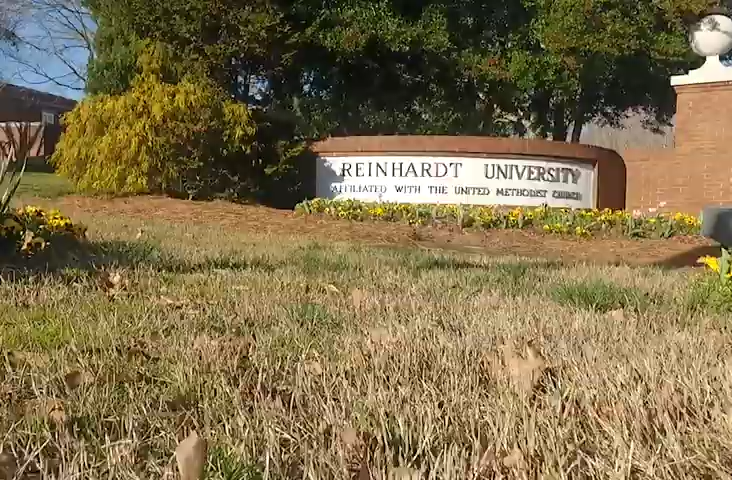 REINHARDT UNIVERSITY
AFFILIATED WITH THE UNITED METHODIST CHURCH